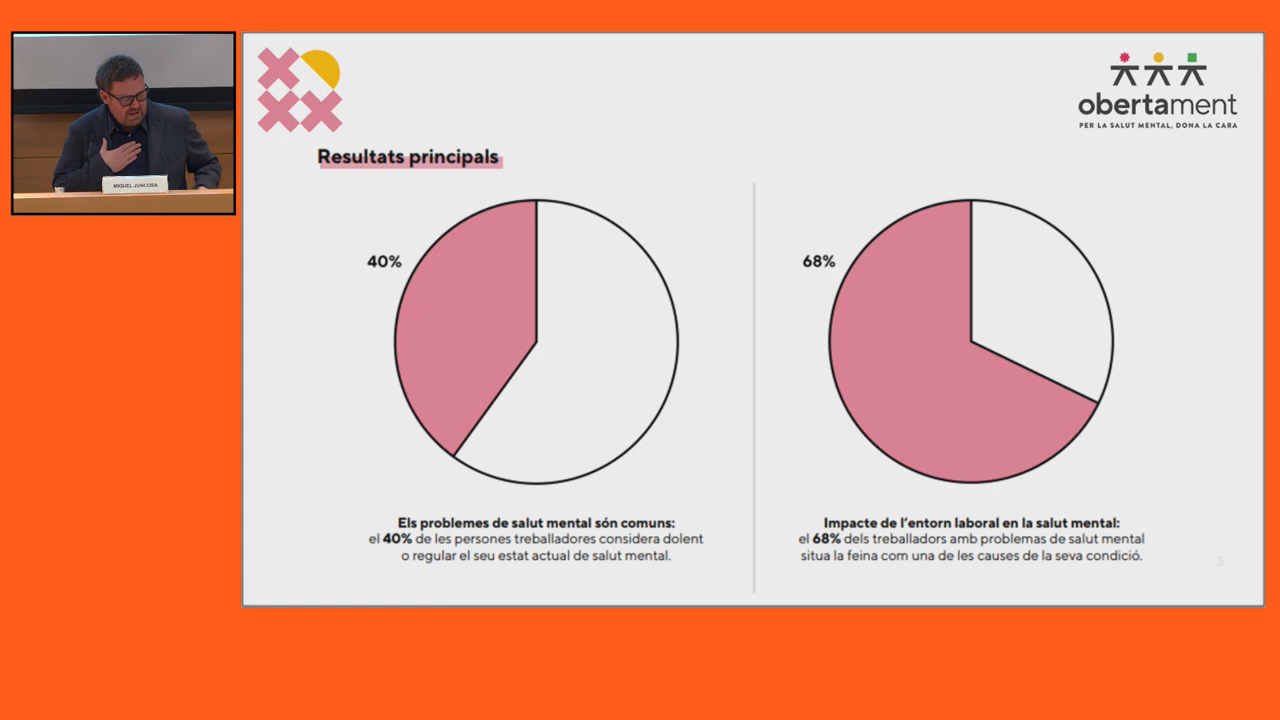 MIQUEL JUNCOSA
obertament
PER LA SALUT MENTAL, DONA LA CARA
Resultats principals
40%
68%
Els problemes de salut mental són comuns:
el 40% de les persones treballadores considera dolent
o regular el seu estat actual de salut mental.
Impacte de l'entorn laboral en la salut mental:
el 68% dels treballadors amb problemas de salut mental
situa la feina com una de les causes de la seva condició.
5